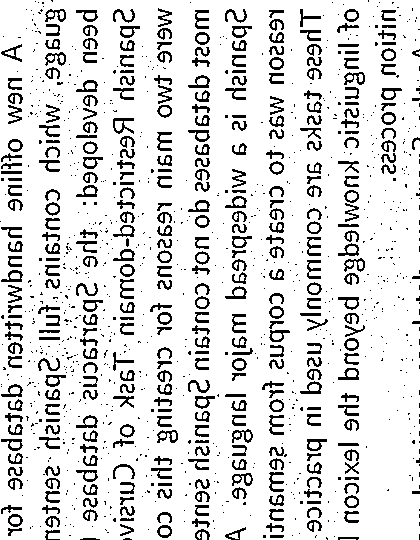 A new offline handwritten database for
guage, which contains full Spanish senten
been developed: the Spartacus database
Spanish Restricted-domain Task of Cursive
were two main reasons for creating this co
most databases do not contain Spanish sente
Spanish is a widespread major language. A
reason was to create a corpus from semanti
These tasks are commonly used in practice
of linguistic knowledge beyond the lexicon
nition process.